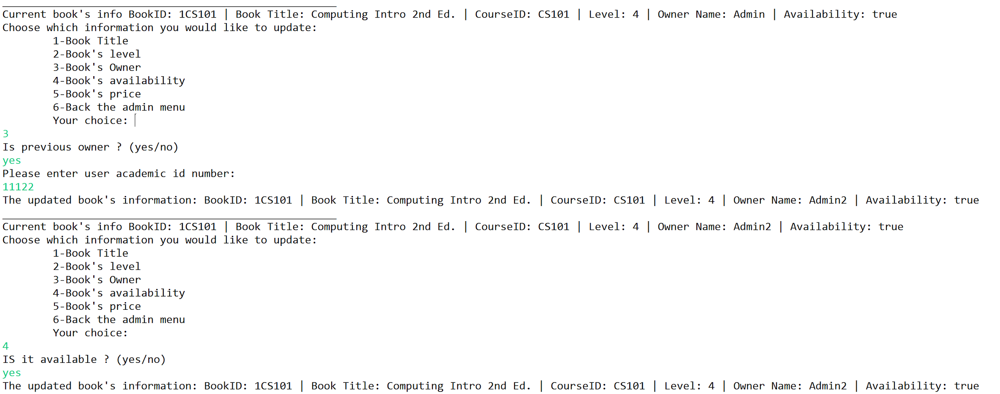 Current book's info BookID: 1CS101 | Book Title: Computing Intro 2nd Ed. | CourseID: CS101 | Level: 4 | Owner Name: Admin | Availability: true
Choose which information you would like to update:
1-Book Title
2-Book's level
3-Book's Owner
4-Book's availability
5-Book's price
6-Back the admin menu
Your choice:
3
Is previous owner ? (yes/no)
yes
Please enter user academic id number:
11122
The updated book's information: BookID: 1CS101 | Book Title: Computing Intro 2nd Ed. | CourseID: CS101 | Level: 4 | Owner Name: Admin2 | Availability: true
Current book's info BookID: 1CS101 | Book Title: Computing Intro 2nd Ed. | CourseID: CS101 | Level: 4 | Owner Name: Admin2 | Availability: true
Choose which information you would like to update:
1-Book Title
2-Book's level
3-Book's Owner
4-Book's availability
5-Book's price
6-Back the admin menu
Your choice:
4
IS it available ? (yes/no)
yes
The updated book's information: BookID: 1CS101 | Book Title: Computing Intro 2nd Ed. | CourseID: CS101 | Level: 4 | Owner Name: Admin2 | Availability: true